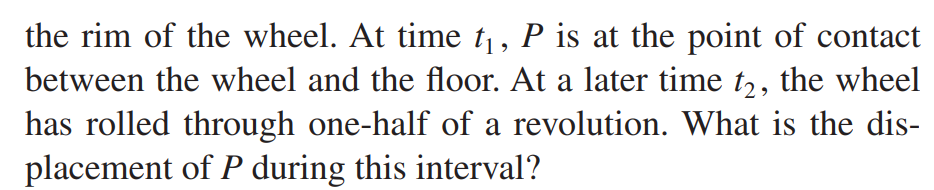 the rim of the wheel. At time t₁, P is at the point of contact
between the wheel and the floor. At a later time t₂, the wheel
has rolled through one-half of a revolution. What is the dis-
placement of P during this interval?